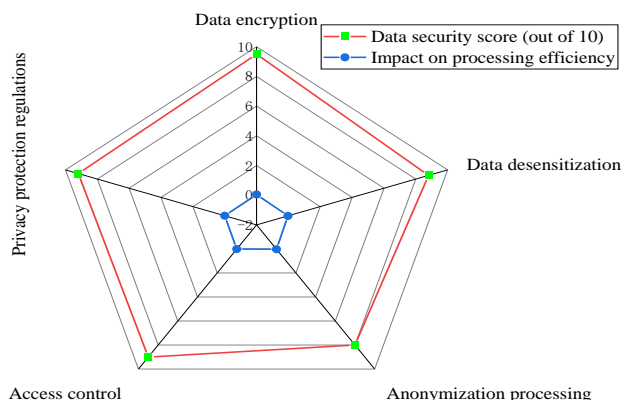 Data encryption
Data security score (out of 10)
Impact on processing efficiency
10
8
6
4
2
0
−2
Privacy protection regulations
Data desensitization
Access control
Anonymization processing